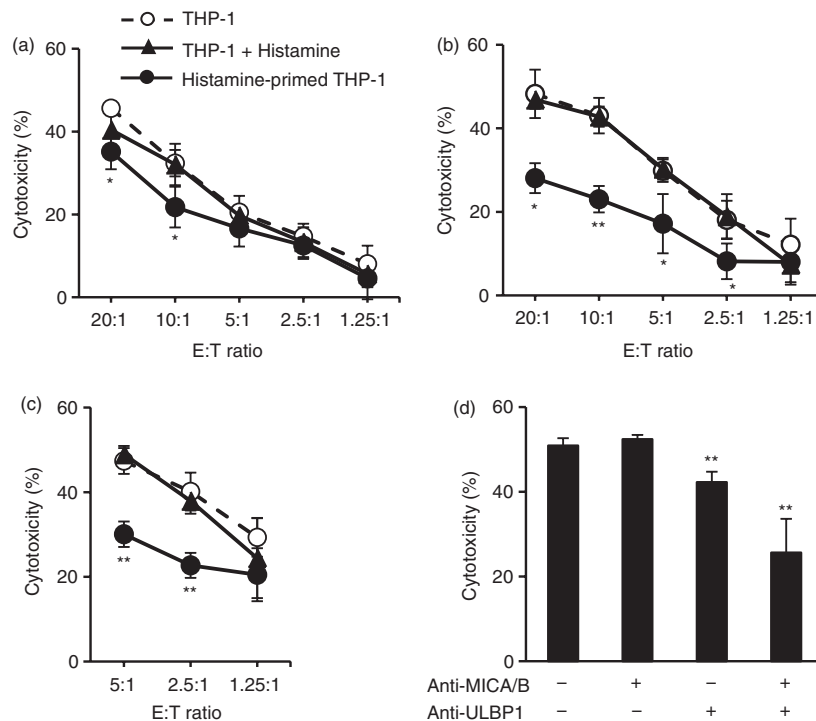 THP-1
THP-1 + Histamine
Histamine-primed THP-1
(a)
60
40
20
0
Cytotoxicity (%)
*
*
20:1 10:1 5:1 2.5:1 1.25:1
E:T ratio
(b)
60
40
20
0
Cytotoxicity (%)
*
**
*
*
20:1 10:1 5:1 2.5:1 1.25:1
E:T ratio
(c)
60
40
20
0
Cytotoxicity (%)
**
**
5:1 2.5:1 1.25:1
E:T ratio
(d)
60
40
20
0
Cytotoxicity (%)
**
**
Anti-MICA/B – + – +
Anti-ULBP1 – – + +